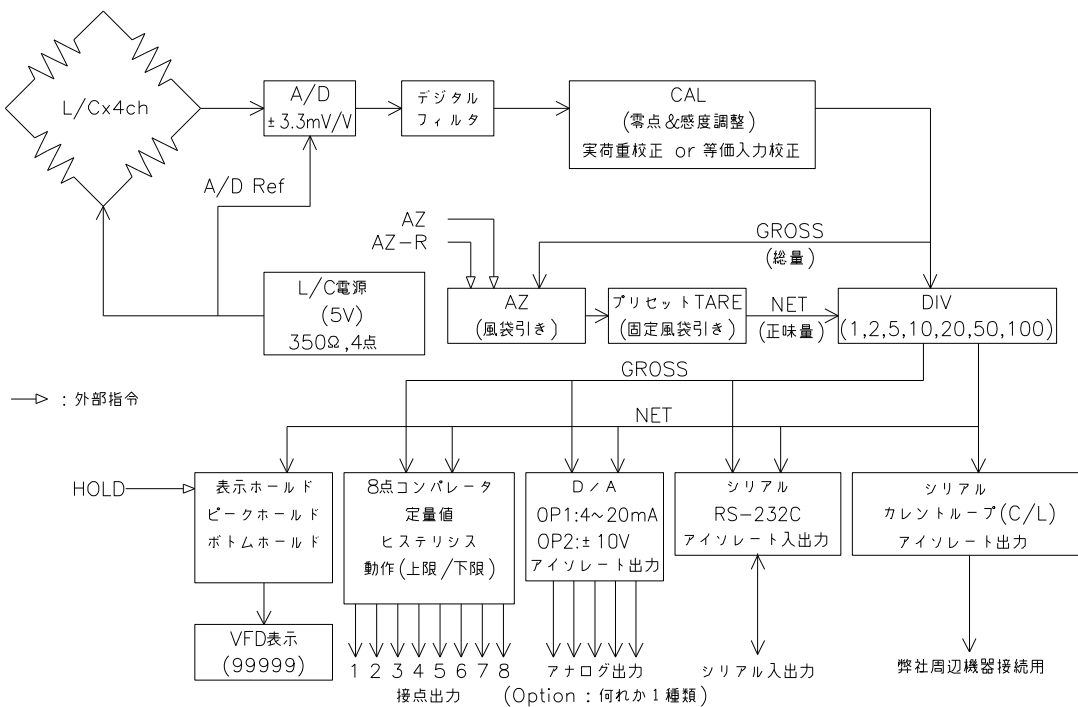 L/Cx4ch
A/D
±3.3mV/V
デジタル
フィルタ
CAL
(零点&感度調整)
実荷重校正 or 等価入力校正
A/D Ref
AZ
AZ-R
GROSS
(総量)
L/C電源
(5V)
350Ω,4点
AZ
(風袋引き)
プリセットTARE
(固定風袋引き)
NET
(正味量)
DIV
(1,2,5,10,20,50,100)
GROSS
:外部指令
NET
HOLD
表示ホールド
ピークホールド
ボトムホールド
8点コンパレータ
定量値
ヒステリシス
動作(上限/下限)
D/A
OP1:4~20mA
OP2:±10V
アイソレート出力
シリアル
RS-232C
アイソレート入出力
シリアル
カレントループ(C/L)
アイソレート出力
VFD表示
(99999)
1 2 3 4 5 6 7 8
接点出力
アナログ出力
(Option:何れか1種類)
シリアル入出力
弊社周辺機器接続用